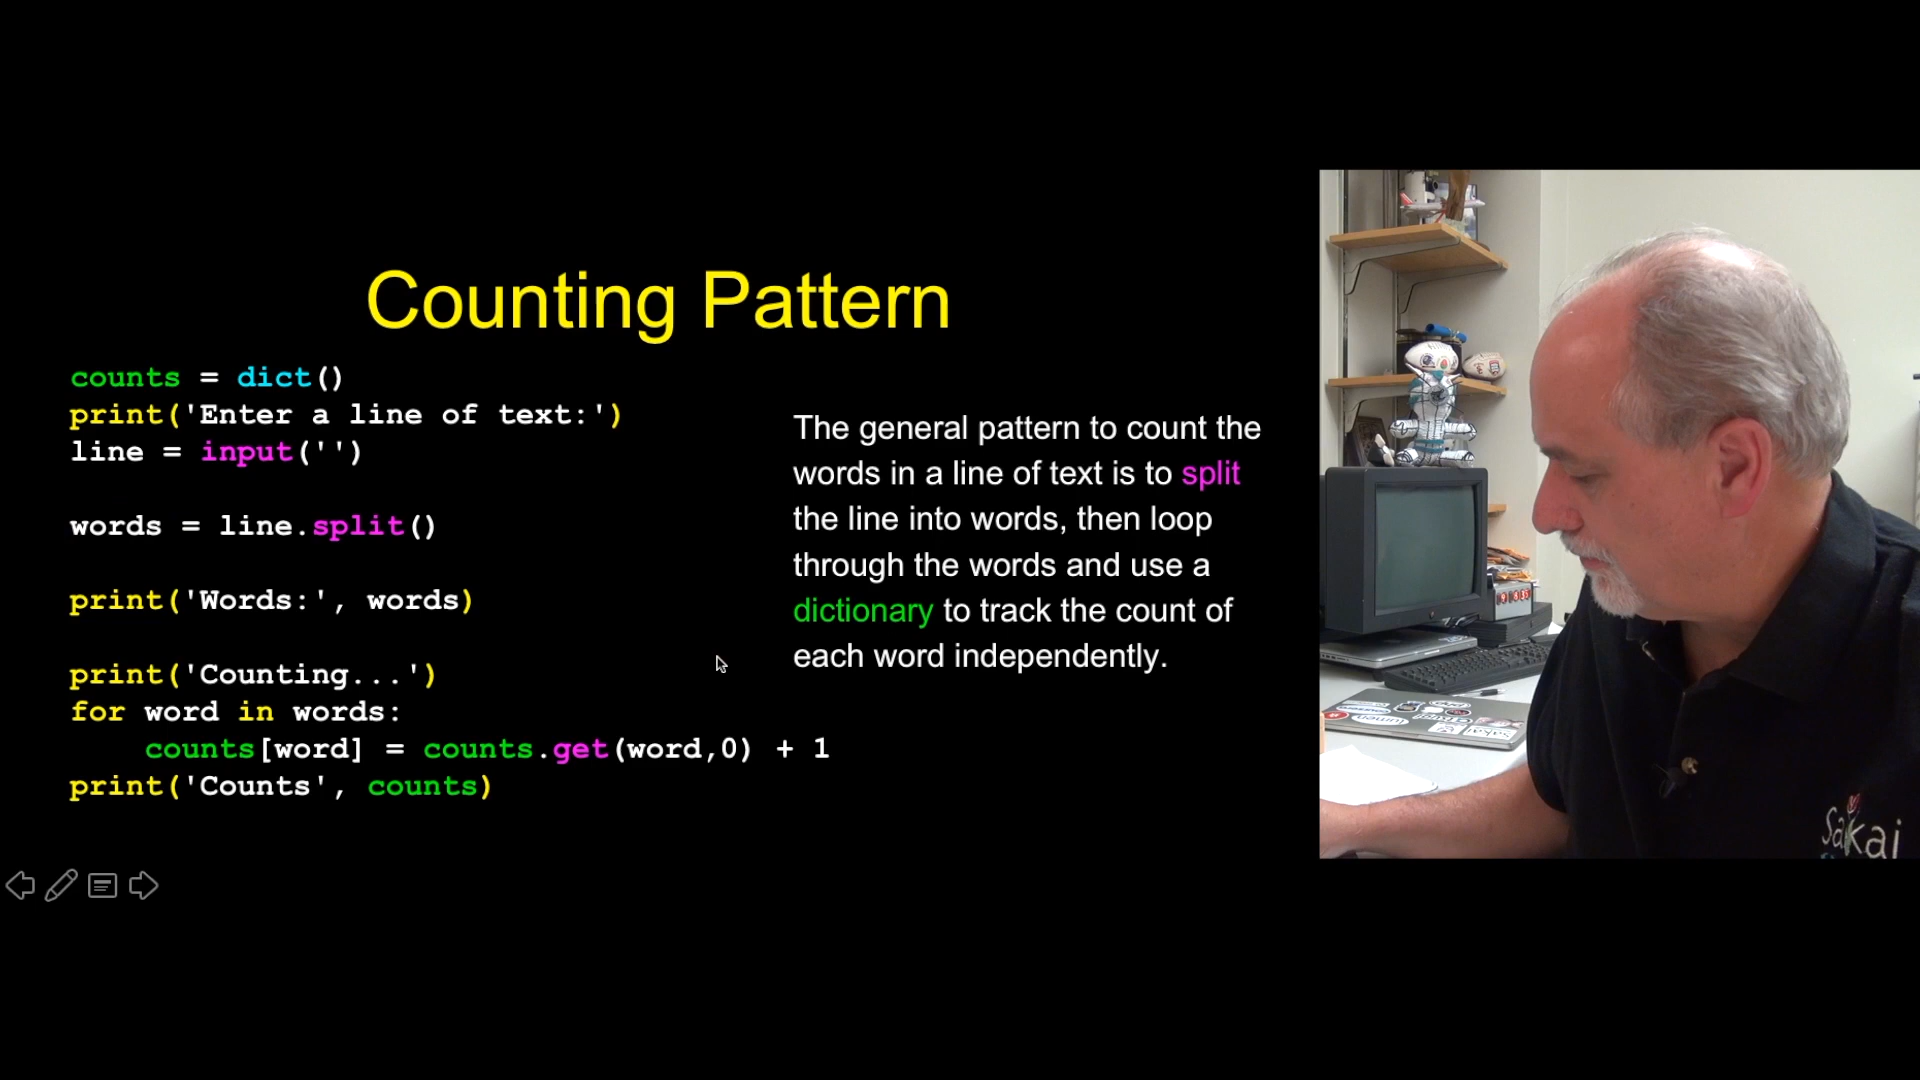 Counting Pattern
counts = dict()
print('Enter a line of text:')
line = input('')
words = line.split()
print('Words:', words)
print('Counting...')
for word in words:
    counts[word] = counts.get(word,0) + 1
print('Counts', counts)
The general pattern to count the
words in a line of text is to split
the line into words, then loop
through the words and use a
dictionary to track the count of
each word independently.
Sakai